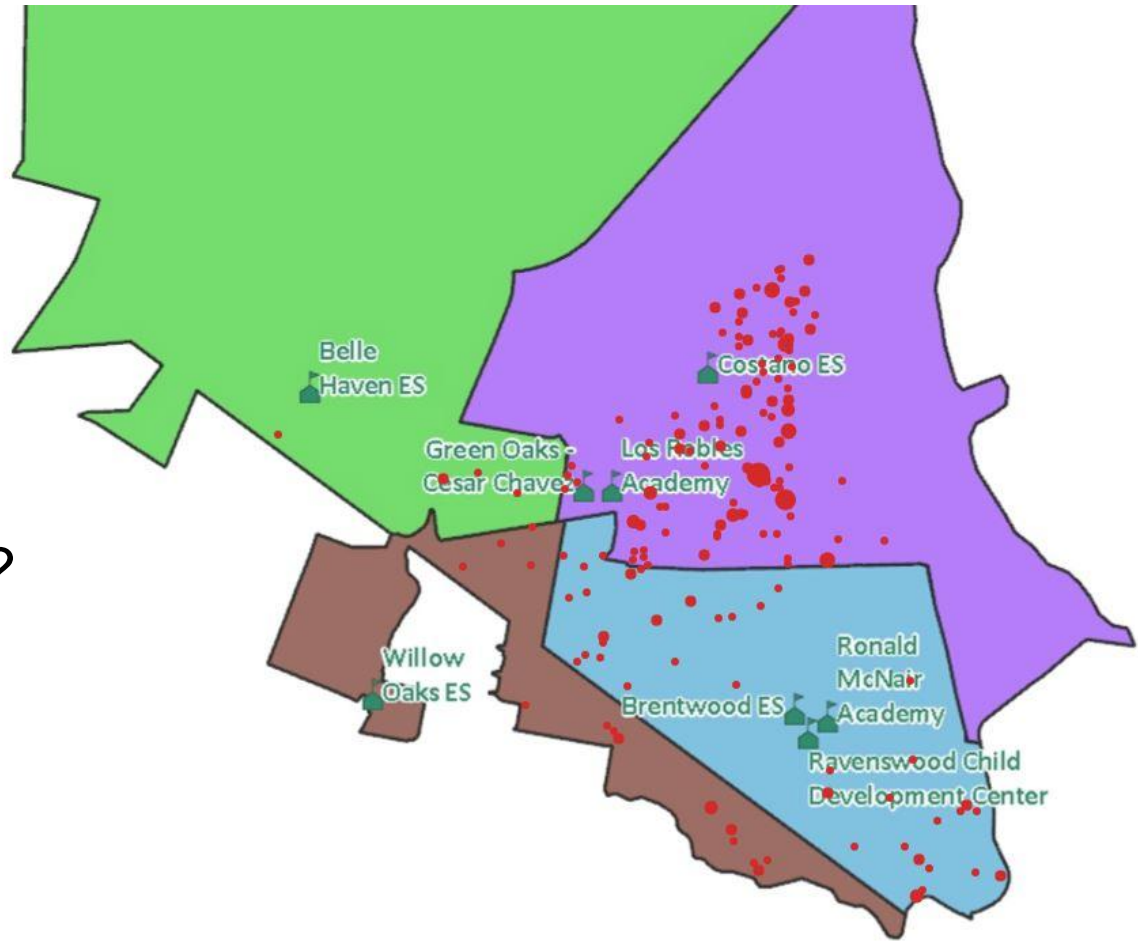 Belle
Haven ES
Costano ES
Green Oaks -
Cesar Chavez
Los Robles
Academy
Willow
Oaks ES
Ronald
McNair
Academy
Brentwood ES
Ravenswood Child
Development Center